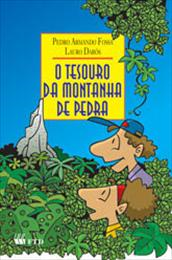 PEDRO ARMANDO FOSSA
LAURO DARÓS
O TESOURO
DA MONTANHA
DE PEDRA
FTD